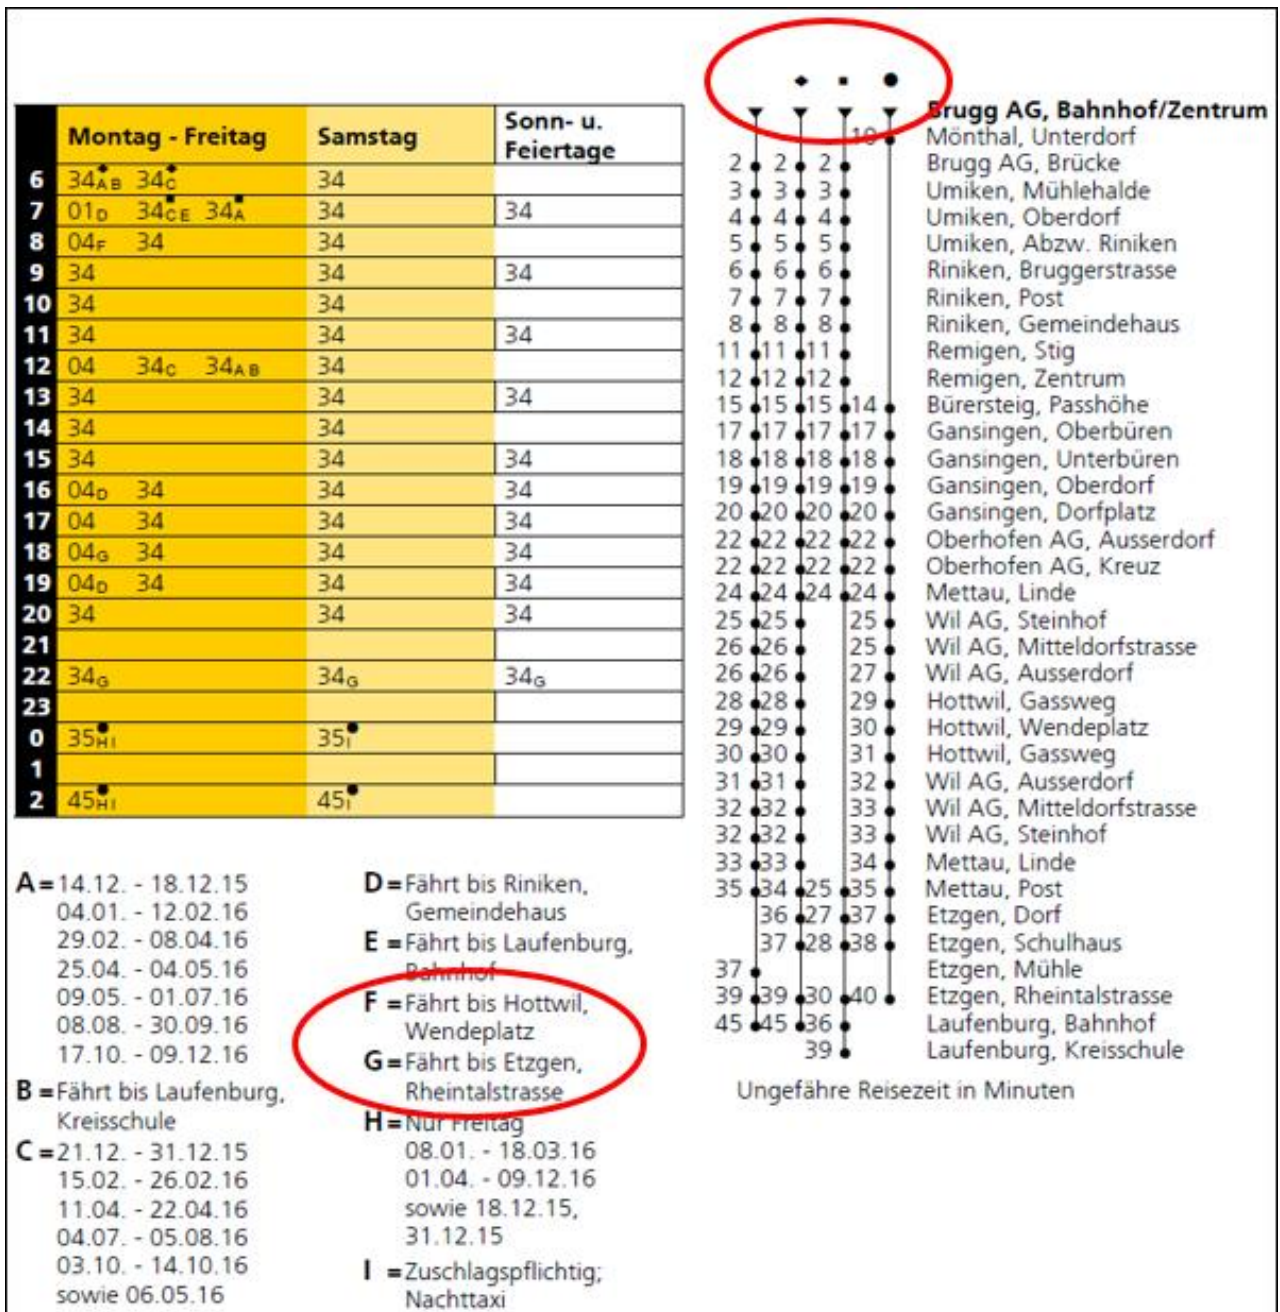 Montag - Freitag Samstag Sonn- u. Feiertage
6 34AB 34C 34
7 01D 34CE 34A 34 34
8 04F 34 34
9 34 34 34
10 34 34
11 34 34 34
12 04 34C 34AB 34
13 34 34 34
14 34 34
15 34 34 34
16 04D 34 34 34
17 04 34 34 34
18 04G 34 34 34
19 04D 34 34 34
20 34 34 34
21
22 34G 34G 34G
23
0 35HI 35I
1
2 45HI 45I
A = 14.12. - 18.12.15
04.01. - 12.02.16
29.02. - 08.04.16
25.04. - 04.05.16
09.05. - 01.07.16
08.08. - 30.09.16
17.10. - 09.12.16
B = Fährt bis Laufenburg,
Kreisschule
C = 21.12. - 31.12.15
15.02. - 26.02.16
11.04. - 22.04.16
04.07. - 05.08.16
03.10. - 14.10.16
sowie 06.05.16
D = Fährt bis Riniken,
Gemeindehaus
E = Fährt bis Laufenburg,
Bahnhof
F = Fährt bis Hottwil,
Wendeplatz
G = Fährt bis Etzgen,
Rheintalstrasse
H = Nur Freitag
08.01. - 18.03.16
01.04. - 09.12.16
sowie 18.12.15,
31.12.15
I = Zuschlagspflichtig;
Nachttaxi
Brugg AG, Bahnhof/Zentrum
10 Mönthal, Unterdorf
2 2 2 Brugg AG, Brücke
3 3 3 Umiken, Mühlehalde
4 4 4 Umiken, Oberdorf
5 5 5 Umiken, Abzw. Riniken
6 6 6 Riniken, Bruggerstrasse
7 7 7 Riniken, Post
8 8 8 Riniken, Gemeindehaus
11 11 11 Remigen, Stig
12 12 12 Remigen, Zentrum
15 15 15 14 Bürersteig, Passhöhe
17 17 17 17 Gansingen, Oberbüren
18 18 18 18 Gansingen, Unterbüren
19 19 19 19 Gansingen, Oberdorf
20 20 20 20 Gansingen, Dorfplatz
22 22 22 22 Oberhofen AG, Ausserdorf
22 22 22 22 Oberhofen AG, Kreuz
24 24 24 24 Mettau, Linde
25 25 25 Wil AG, Steinhof
26 26 25 Wil AG, Mitteldorfstrasse
26 26 27 Wil AG, Ausserdorf
28 28 29 Hottwil, Gassweg
29 29 30 Hottwil, Wendeplatz
30 30 31 Hottwil, Gassweg
31 31 32 Wil AG, Ausserdorf
32 32 33 Wil AG, Mitteldorfstrasse
32 32 33 Wil AG, Steinhof
33 33 34 Mettau, Linde
35 34 25 35 Mettau, Post
36 27 37 Etzgen, Dorf
37 28 38 Etzgen, Schulhaus
37 Etzgen, Mühle
39 39 30 40 Etzgen, Rheintalstrasse
45 45 36 Laufenburg, Bahnhof
39 Laufenburg, Kreisschule
Ungefähre Reisezeit in Minuten